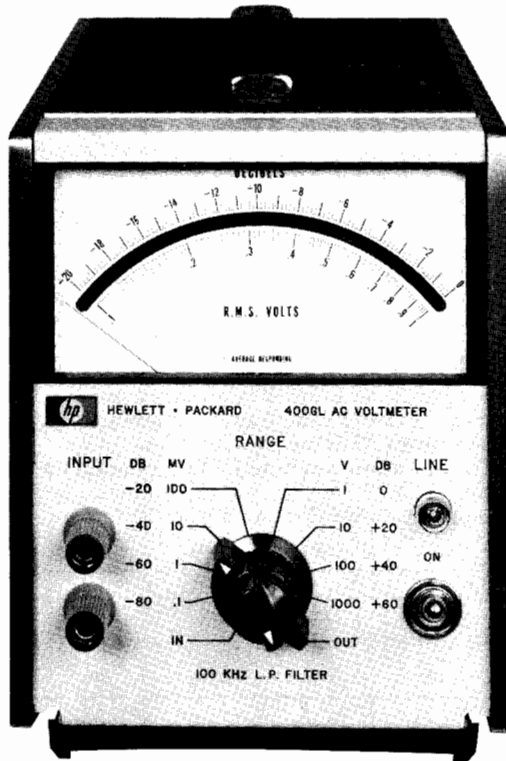 DECIBELS
-20 -18 -16 -14 -12 -10 -8 -6 -4 -2 0
.1 .2 .3 .4 .5 .6 .7 .8 .9 1
R.M.S. VOLTS
AVERAGE RESPONDING
hp HEWLETT • PACKARD 400GL AC VOLTMETER
RANGE
INPUT DB MV V DB LINE
-20 100 1 0
-40 10 10 +20
ON
-60 1 100 +40
-80 .1 1000 +60
IN OUT
100 KHz L.P. FILTER